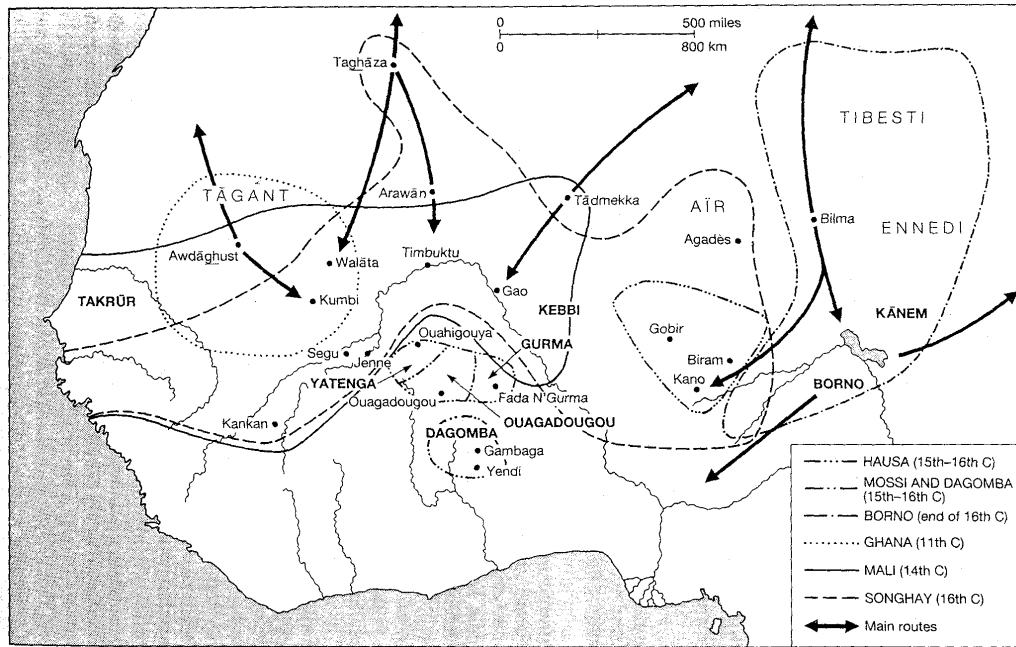 0 500 miles
0 800 km
Taghāza
TIBESTI
TĀGĀNT
Arawān
Tādmekka
AÏR
Bilma
ENNEDI
Awdāghust
Walāta
Timbuktu
Agadès
TAKRŪR
Kumbi
Gao
KEBBI
KĀNEM
Ouahigouya
GURMA
Gobir
Segu
Jenne
Biram
YATENGA
Kano
BORNO
Ouagadougou
Fada N'Gurma
Kankan
OUAGADOUGOU
DAGOMBA
Gambaga
Yendi
HAUSA (15th–16th C)
MOSSI AND DAGOMBA
(15th–16th C)
BORNO (end of 16th C)
GHANA (11th C)
MALI (14th C)
SONGHAY (16th C)
Main routes